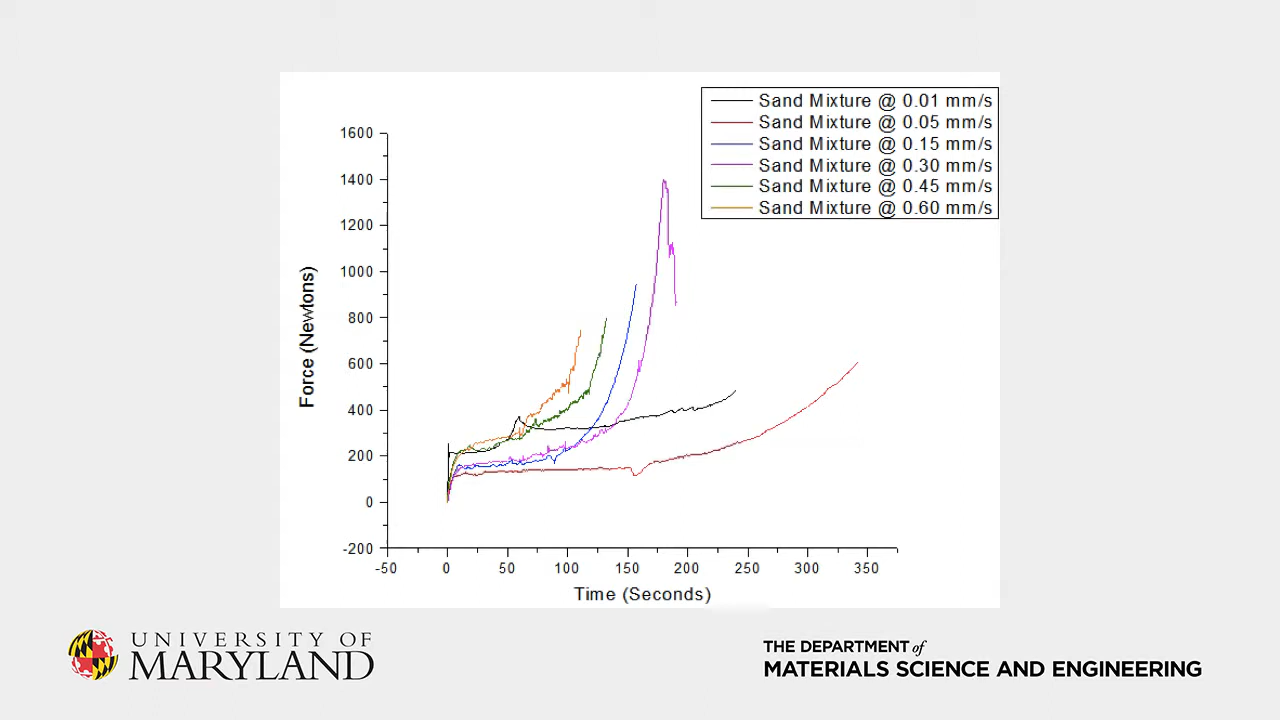 Sand Mixture @ 0.01 mm/s
Sand Mixture @ 0.05 mm/s
Sand Mixture @ 0.15 mm/s
Sand Mixture @ 0.30 mm/s
Sand Mixture @ 0.45 mm/s
Sand Mixture @ 0.60 mm/s
1600
1400
1200
1000
800
600
400
200
0
-200
Force (Newtons)
-50 0 50 100 150 200 250 300 350
Time (Seconds)
UNIVERSITY OF
MARYLAND
THE DEPARTMENT of
MATERIALS SCIENCE AND ENGINEERING